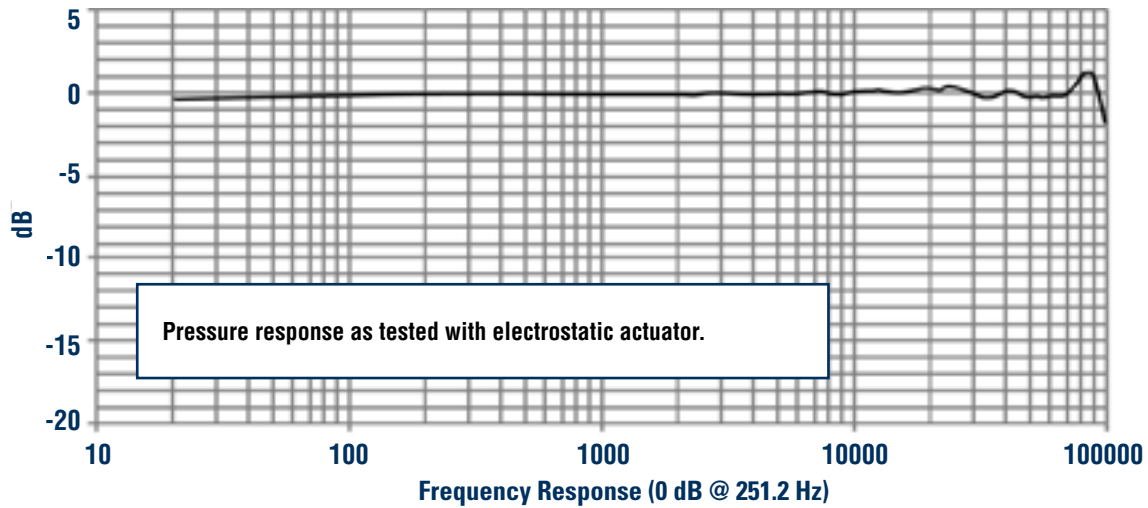 5
0
-5
dB
-10
Pressure response as tested with electrostatic actuator.
-15
-20
10 100 1000 10000 100000
Frequency Response (0 dB @ 251.2 Hz)